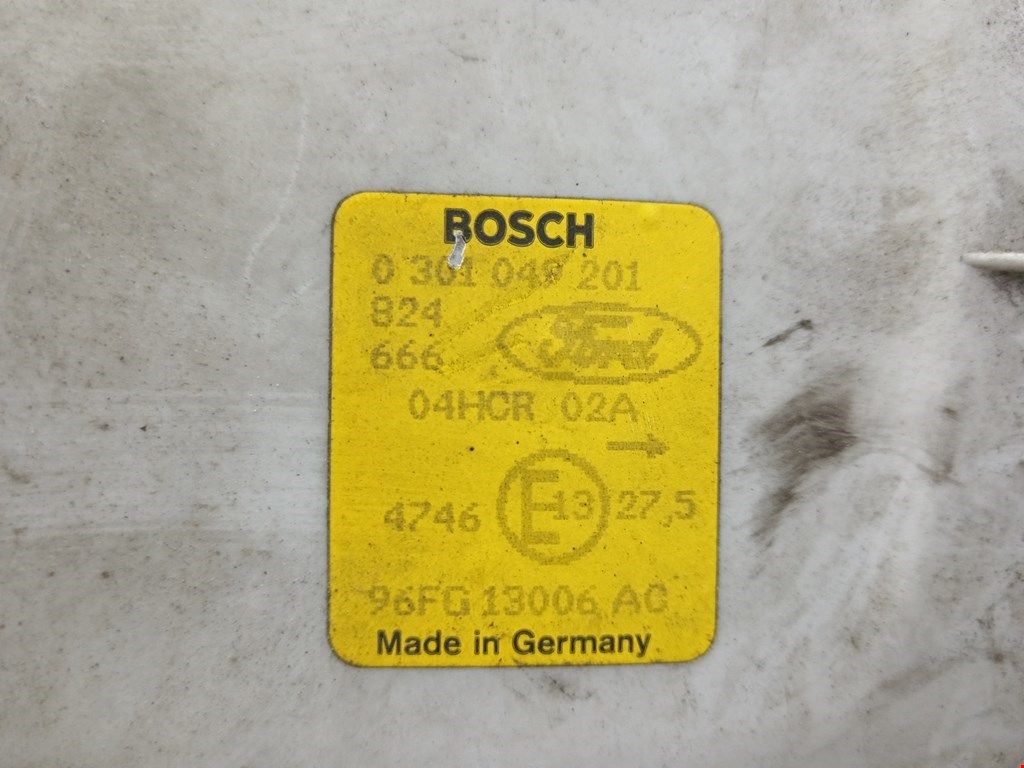 BOSCH
0 301 049 201
824
666
Ford
04HCR 02A
4746 E13 27,5
96FG 13006 AC
Made in Germany